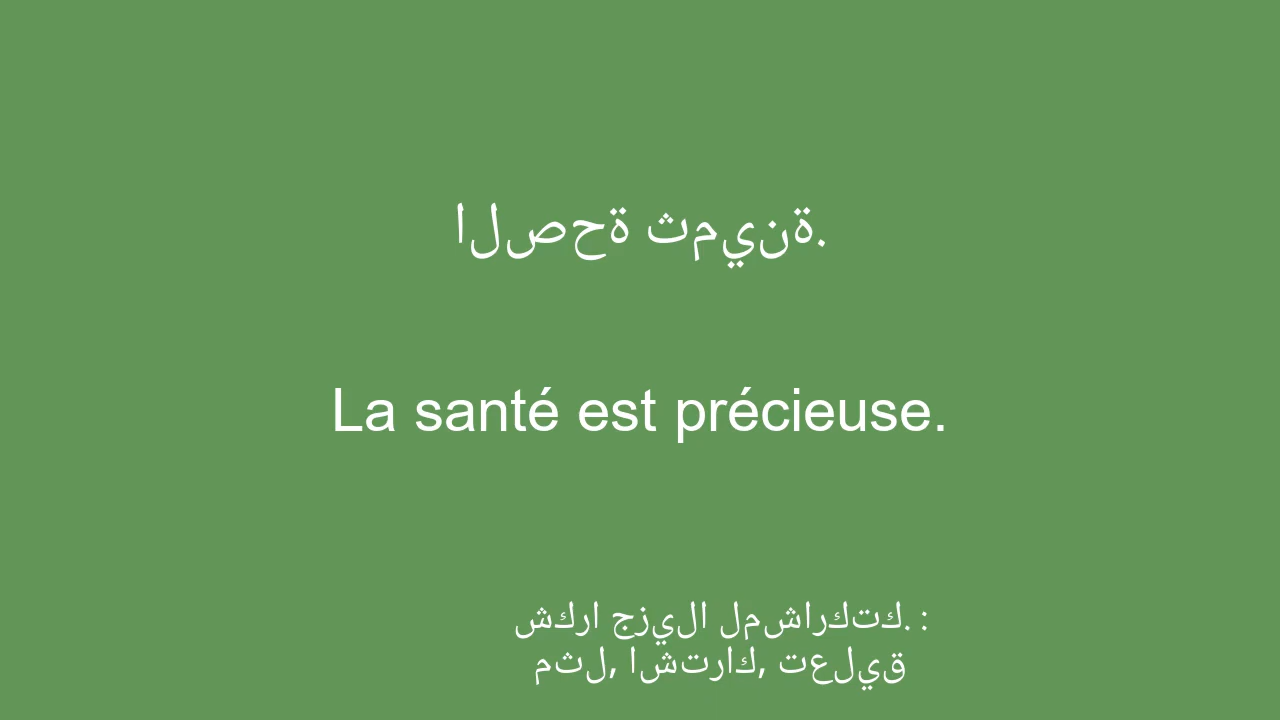 الصحة ثمينة.
La santé est précieuse.
شكرا جزيلا لمشاركتك. :
مثل, اشتراك, تعليق